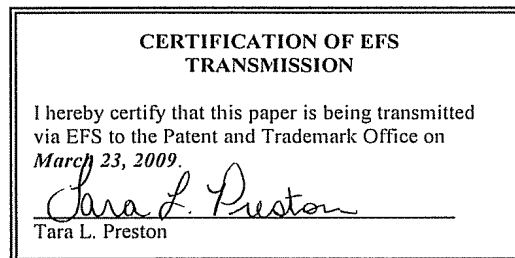 CERTIFICATION OF EFS
TRANSMISSION
I hereby certify that this paper is being transmitted
via EFS to the Patent and Trademark Office on
March 23, 2009.
Tara L. Preston
Tara L. Preston